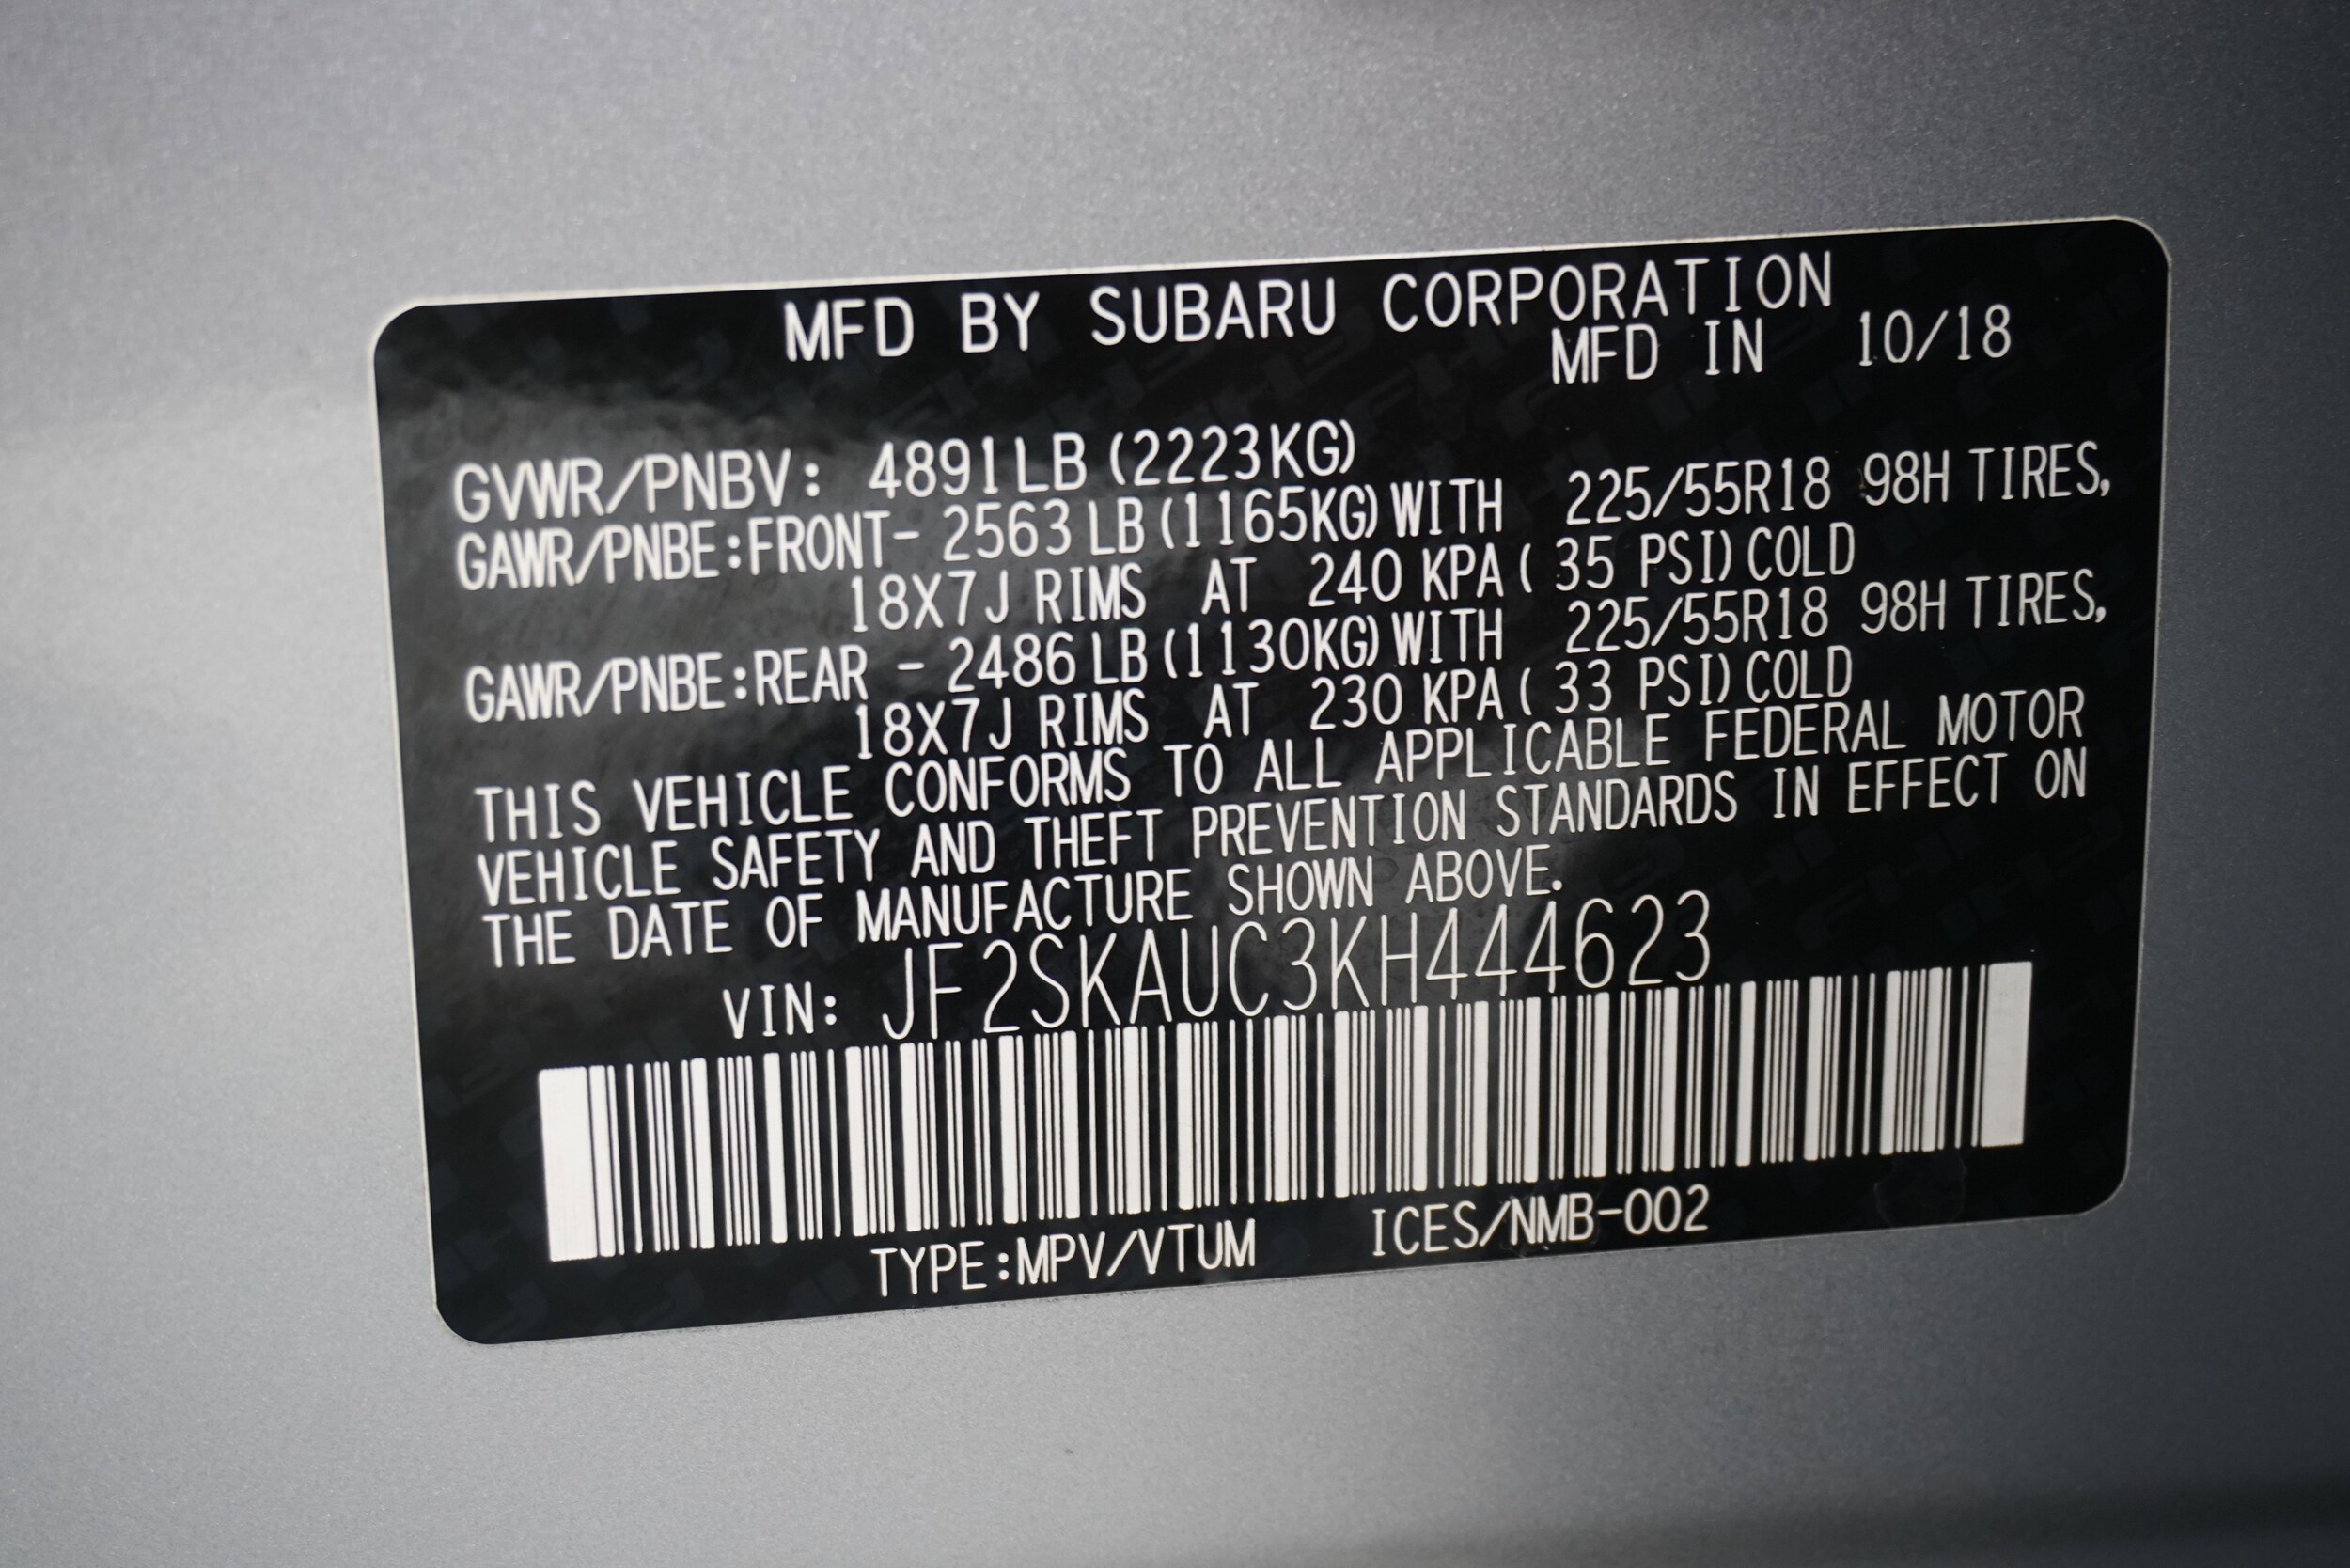 MFD BY SUBARU CORPORATION
MFD IN 10/18
GVWR/PNBV: 4891LB (2223KG)
GAWR/PNBE:FRONT- 2563 LB (1165KG) WITH 225/55R18 98H TIRES,
18X7J RIMS AT 240 KPA ( 35 PSI) COLD
GAWR/PNBE:REAR - 2486 LB (1130KG) WITH 225/55R18 98H TIRES,
18X7J RIMS AT 230 KPA ( 33 PSI) COLD
THIS VEHICLE CONFORMS TO ALL APPLICABLE FEDERAL MOTOR
VEHICLE SAFETY AND THEFT PREVENTION STANDARDS IN EFFECT ON
THE DATE OF MANUFACTURE SHOWN ABOVE.
VIN: JF2SKAUC3KH444623
TYPE:MPV/VTUM ICES/NMB-002